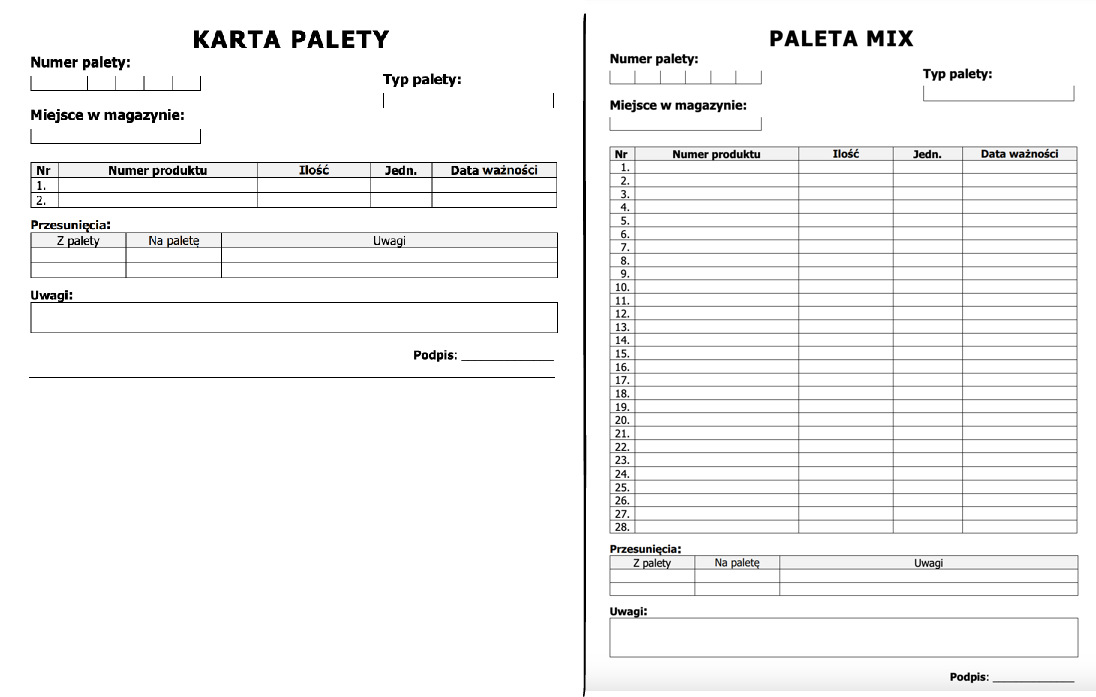 KARTA PALETY
Numer palety:
Typ palety:
Miejsce w magazynie:
Nr Numer produktu Ilość Jedn. Data ważności
1.
2.
Przesunięcia:
Z palety Na paletę Uwagi
Uwagi:
Podpis: ______________
PALETA MIX
Numer palety:
Typ palety:
Miejsce w magazynie:
Nr Numer produktu Ilość Jedn. Data ważności
1.
2.
3.
4.
5.
6.
7.
8.
9.
10.
11.
12.
13.
14.
15.
16.
17.
18.
19.
20.
21.
22.
23.
24.
25.
26.
27.
28.
Przesunięcia:
Z palety Na paletę Uwagi
Uwagi:
Podpis: ______________